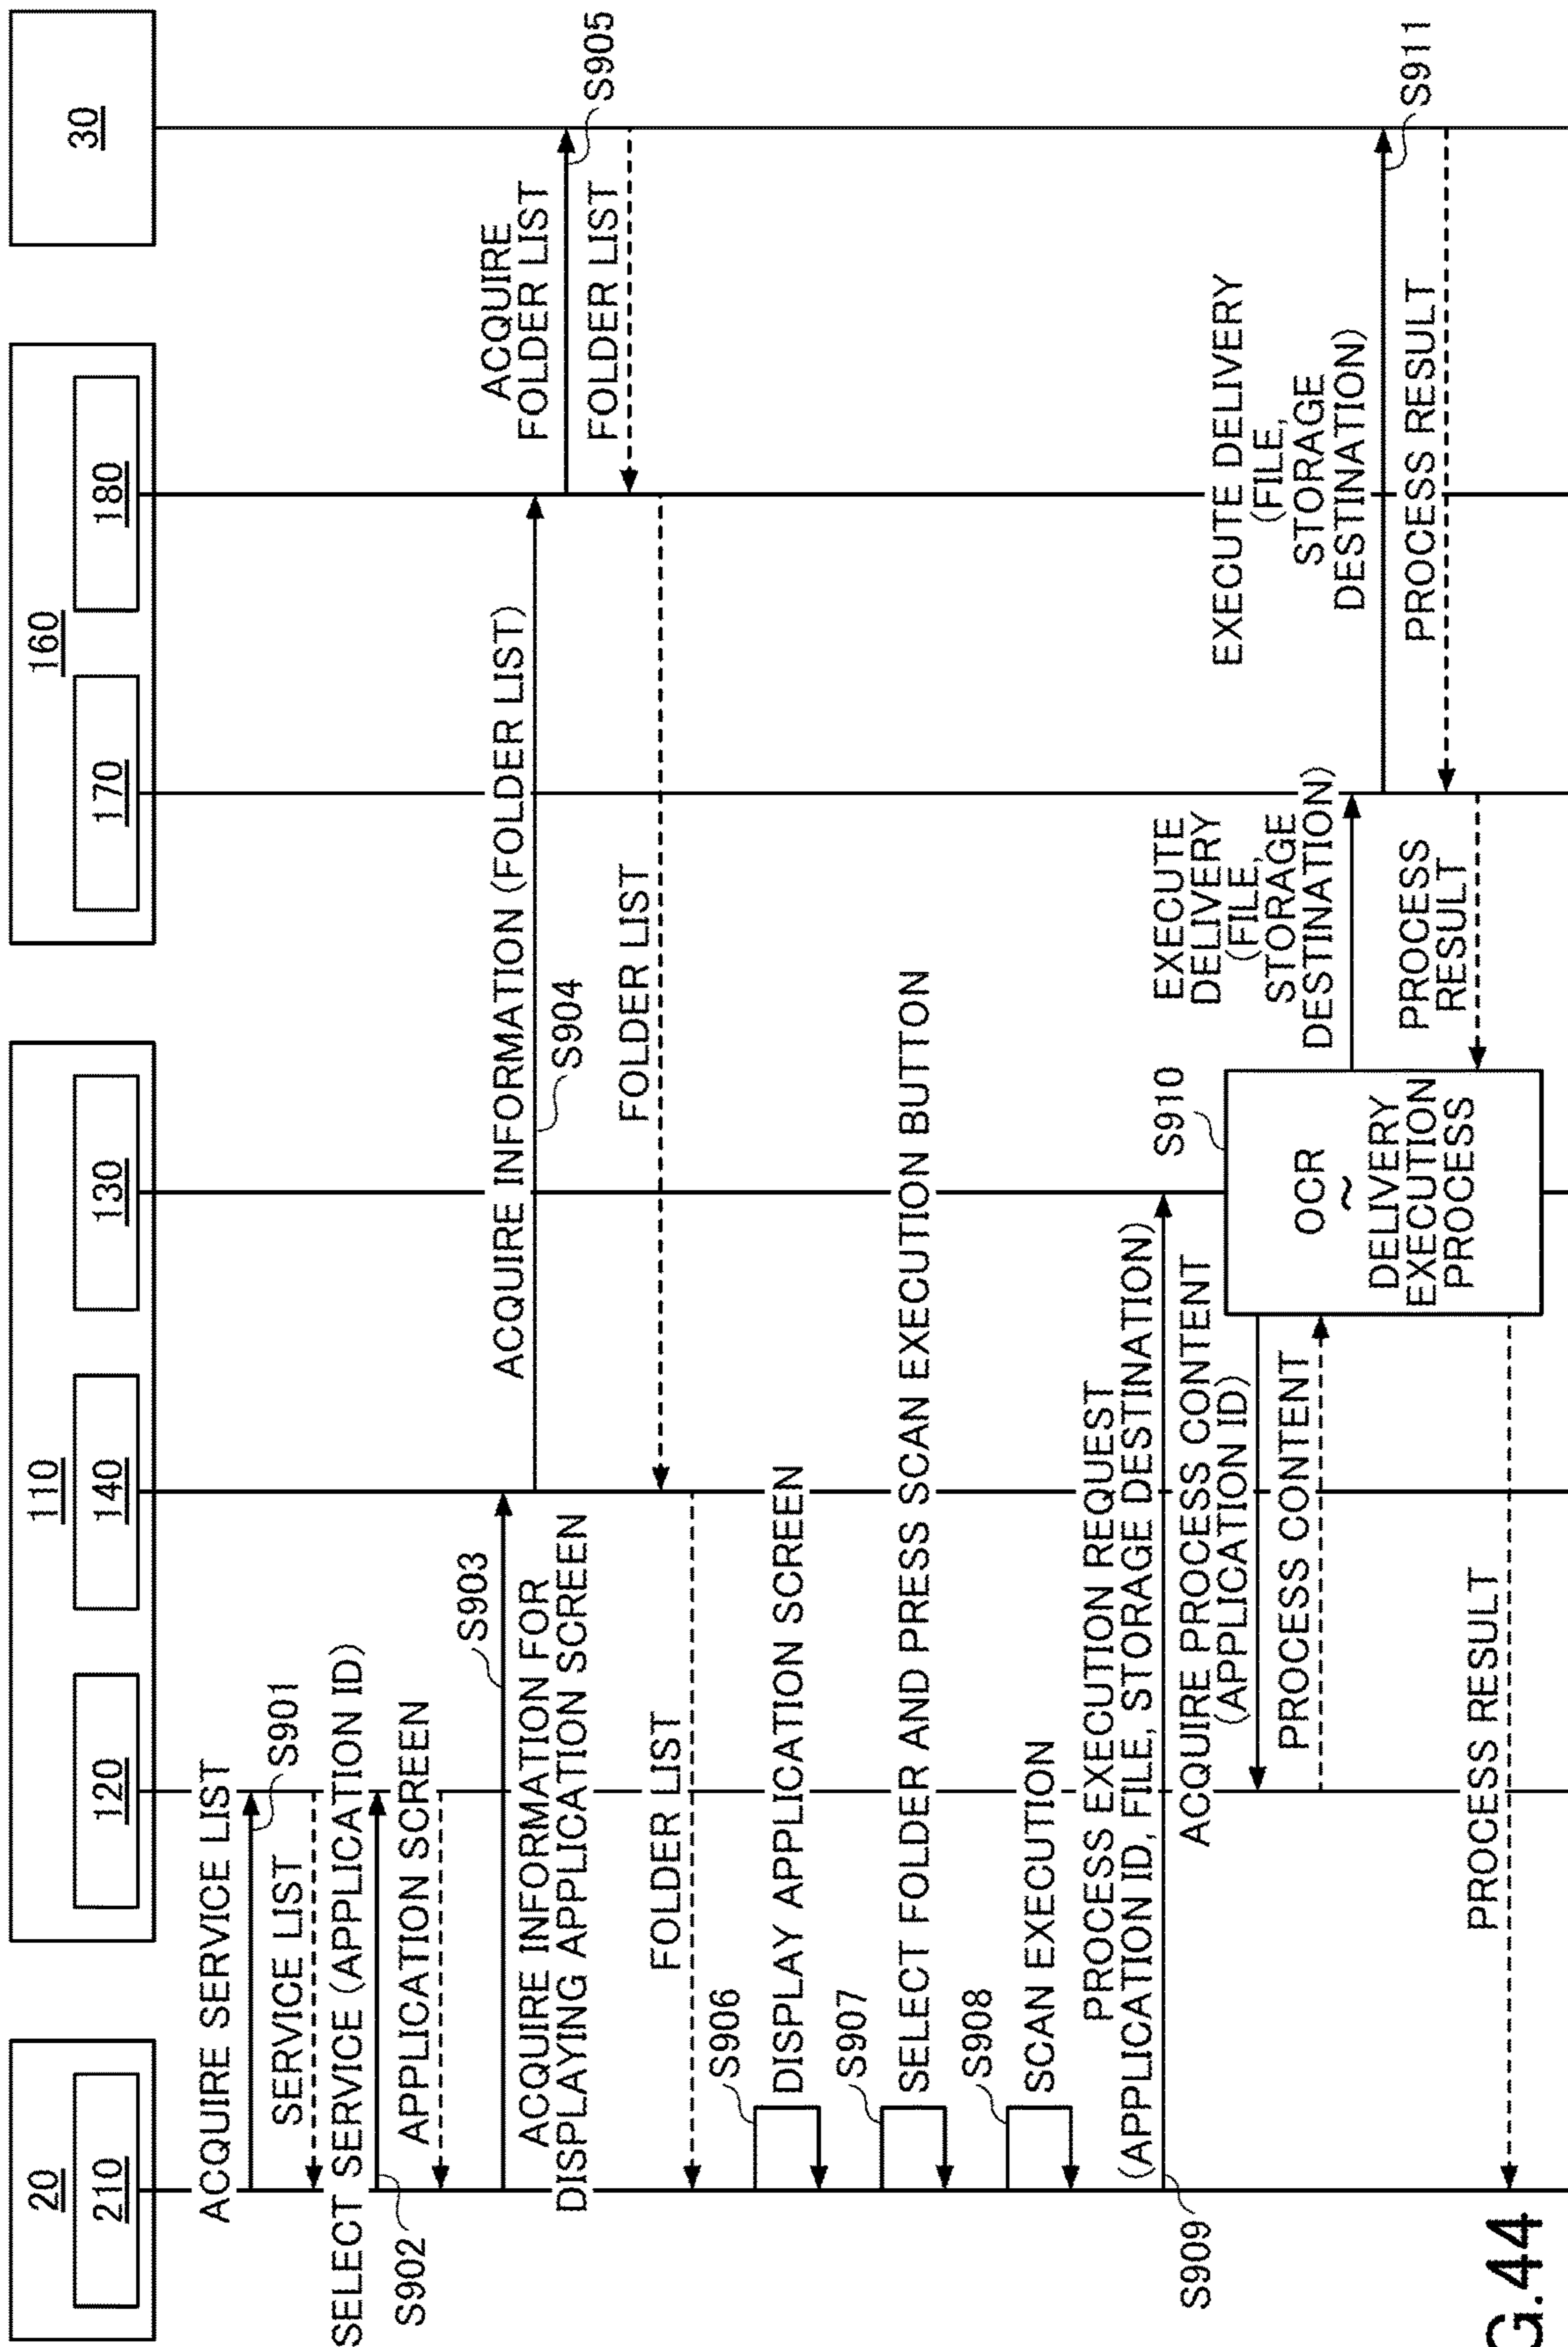 20
210
110
120
140
130
160
170
180
30
ACQUIRE SERVICE LIST
S901
SERVICE LIST
SELECT SERVICE (APPLICATION ID)
S902
APPLICATION SCREEN
S903
ACQUIRE INFORMATION FOR
DISPLAYING APPLICATION SCREEN
ACQUIRE INFORMATION (FOLDER LIST)
S904
ACQUIRE
FOLDER LIST
S905
FOLDER LIST
FOLDER LIST
FOLDER LIST
S906
DISPLAY APPLICATION SCREEN
S907
SELECT FOLDER AND PRESS SCAN EXECUTION BUTTON
S908
SCAN EXECUTION
PROCESS EXECUTION REQUEST
(APPLICATION ID, FILE, STORAGE DESTINATION)
S909
ACQUIRE PROCESS CONTENT
(APPLICATION ID)
PROCESS CONTENT
S910
OCR
~
DELIVERY
EXECUTION
PROCESS
EXECUTE
DELIVERY
(FILE,
STORAGE
DESTINATION)
EXECUTE DELIVERY
(FILE,
STORAGE
DESTINATION)
S911
PROCESS RESULT
PROCESS
RESULT
PROCESS RESULT
G.44